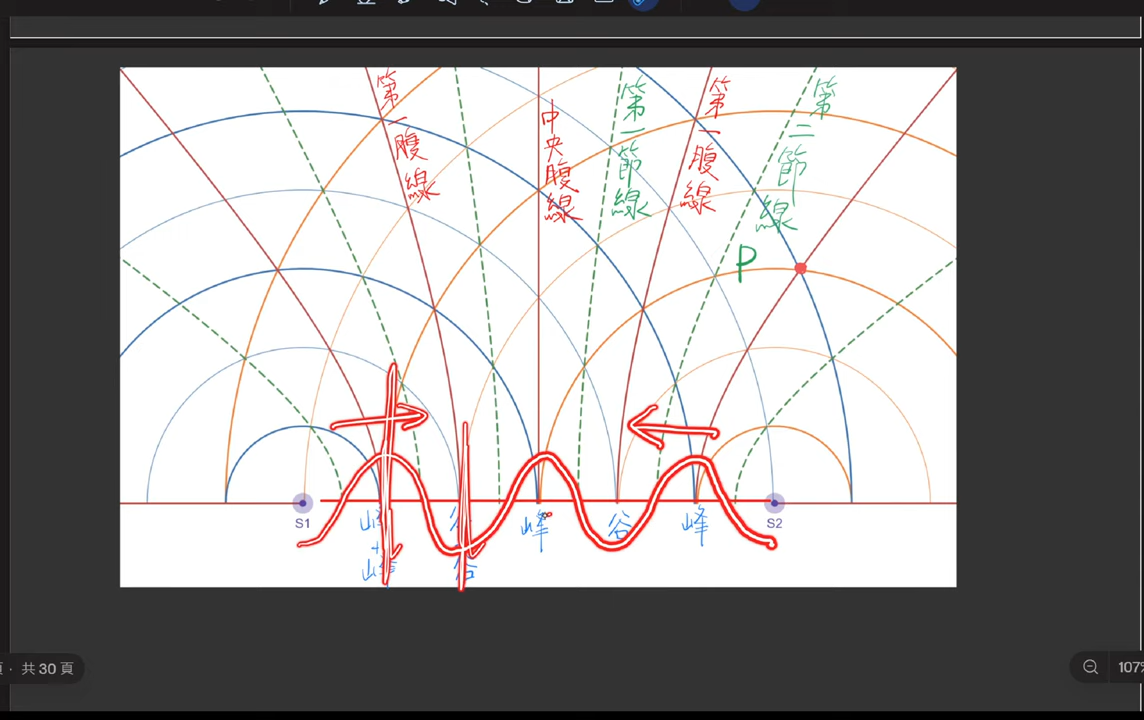 第一腹線
第一節線
第一腹線
第二節線
中央腹線
P
S1
S2
峰
谷
峰
谷
峰
+
峰
谷
共 30 頁
107%